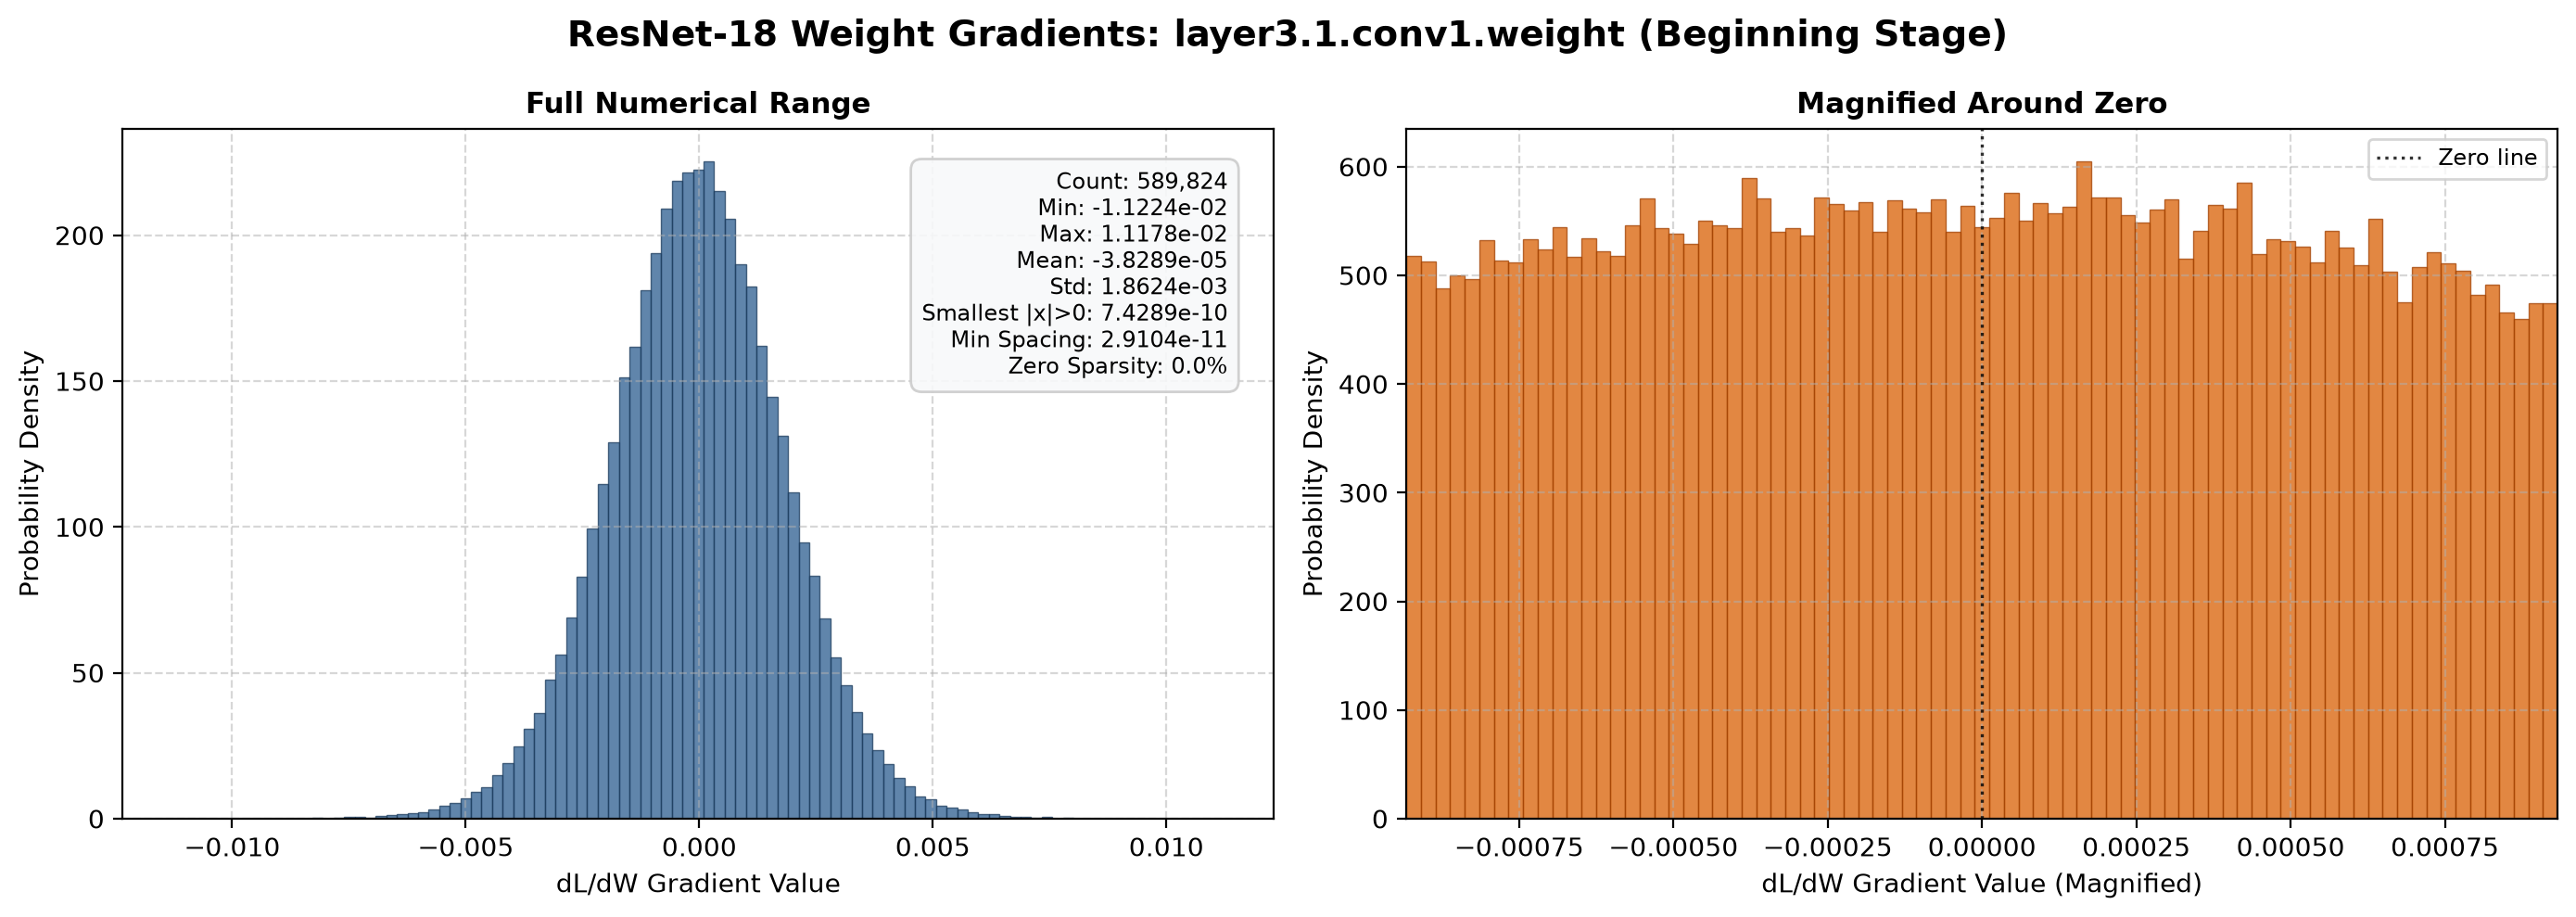 ResNet-18 Weight Gradients: layer3.1.conv1.weight (Beginning Stage)
Full Numerical Range
Probability Density
200
150
100
50
0
Count: 589,824
Min: -1.1224e-02
Max: 1.1178e-02
Mean: -3.8289e-05
Std: 1.8624e-03
Smallest |x|>0: 7.4289e-10
Min Spacing: 2.9104e-11
Zero Sparsity: 0.0%
−0.010 −0.005 0.000 0.005 0.010
dL/dW Gradient Value
Magnified Around Zero
Zero line
Probability Density
600
500
400
300
200
100
0
−0.00075 −0.00050 −0.00025 0.00000 0.00025 0.00050 0.00075
dL/dW Gradient Value (Magnified)